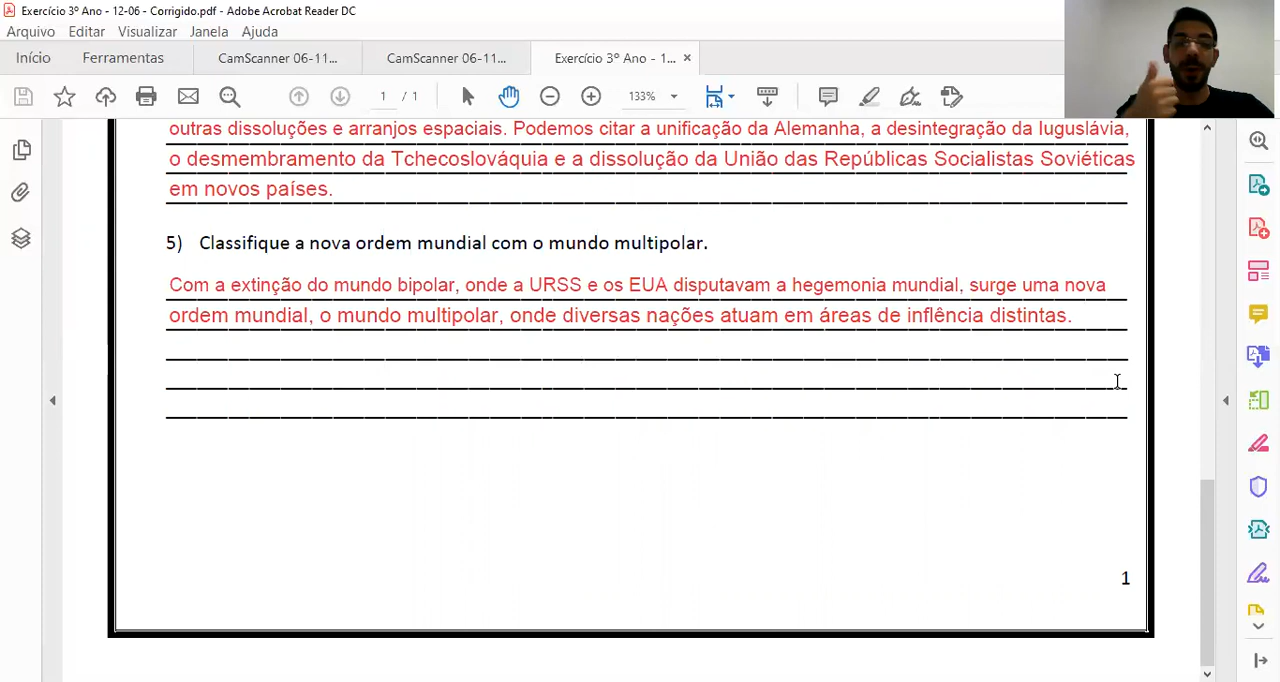 Exercício 3º Ano - 12-06 - Corrigido.pdf - Adobe Acrobat Reader DC
Arquivo Editar Visualizar Janela Ajuda
Início Ferramentas CamScanner 06-11... CamScanner 06-11... Exercício 3º Ano - 1... ×
1 / 1 133%
outras dissoluções e arranjos espaciais. Podemos citar a unificação da Alemanha, a desintegração da Iuguslávia,
o desmembramento da Tchecoslováquia e a dissolução da União das Repúblicas Socialistas Soviéticas
em novos países.
5) Classifique a nova ordem mundial com o mundo multipolar.
Com a extinção do mundo bipolar, onde a URSS e os EUA disputavam a hegemonia mundial, surge uma nova
ordem mundial, o mundo multipolar, onde diversas nações atuam em áreas de inflência distintas.
1